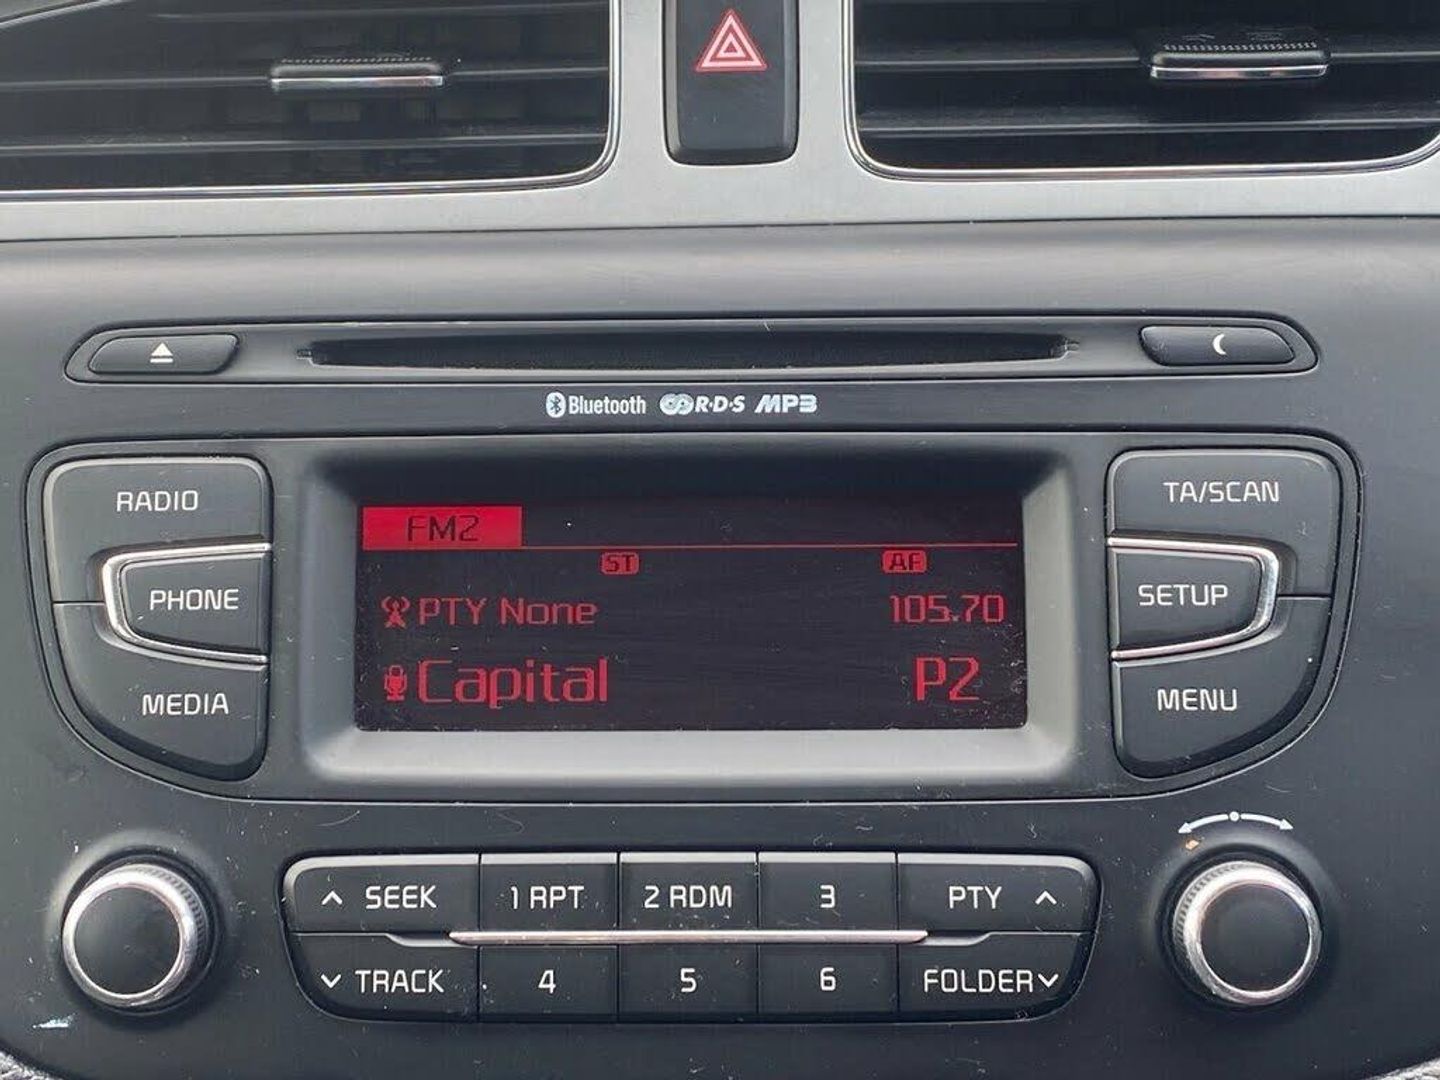 Bluetooth R·D·S MP3
RADIO
PHONE
MEDIA
FM2
ST AF
PTY None 105.70
Capital P2
TA/SCAN
SETUP
MENU
SEEK 1 RPT 2 RDM 3 PTY
TRACK 4 5 6 FOLDER